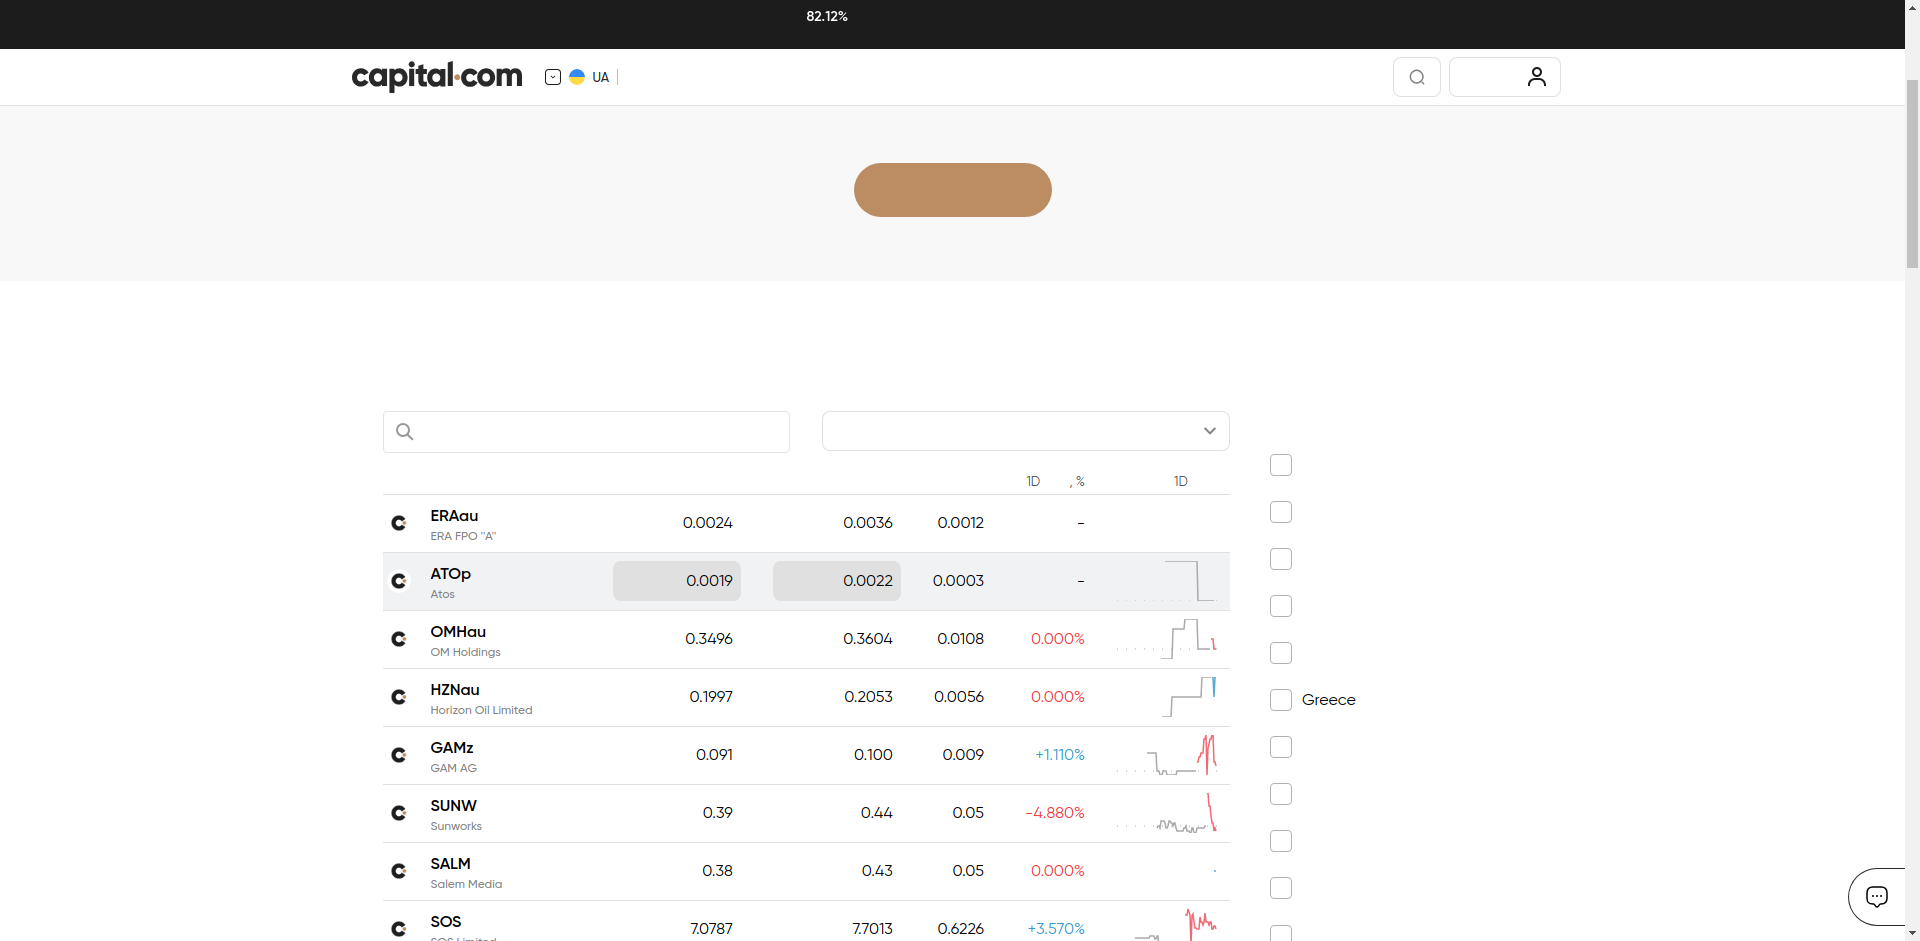 82.12%
capital.com
UA
1D , % 1D
ERAau 0.0024 0.0036 0.0012 -
ERA FPO "A"
ATOp 0.0019 0.0022 0.0003 -
Atos
OMHau 0.3496 0.3604 0.0108 0.000%
OM Holdings
HZNau 0.1997 0.2053 0.0056 0.000%
Horizon Oil Limited
Greece
GAMz 0.091 0.100 0.009 +1.110%
GAM AG
SUNW 0.39 0.44 0.05 -4.880%
Sunworks
SALM 0.38 0.43 0.05 0.000%
Salem Media
SOS 7.0787 7.7013 0.6226 +3.570%
SOS Limited